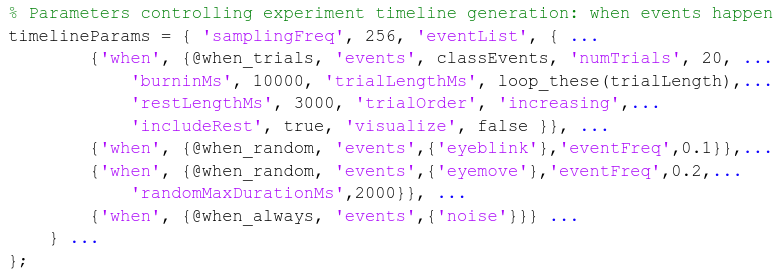 % Parameters controlling experiment timeline generation: when events happen
timelineParams = { 'samplingFreq', 256, 'eventList', { ...
{'when', {@when_trials, 'events', classEvents, 'numTrials', 20, ...
'burninMs', 10000, 'trialLengthMs', loop_these(trialLength),...
'restLengthMs', 3000, 'trialOrder', 'increasing',...
'includeRest', true, 'visualize', false }}, ...
{'when', {@when_random, 'events',{'eyeblink'},'eventFreq',0.1}},...
{'when', {@when_random, 'events',{'eyemove'},'eventFreq',0.2,...
'randomMaxDurationMs',2000}}, ...
{'when', {@when_always, 'events',{'noise'}}} ...
} ...
};